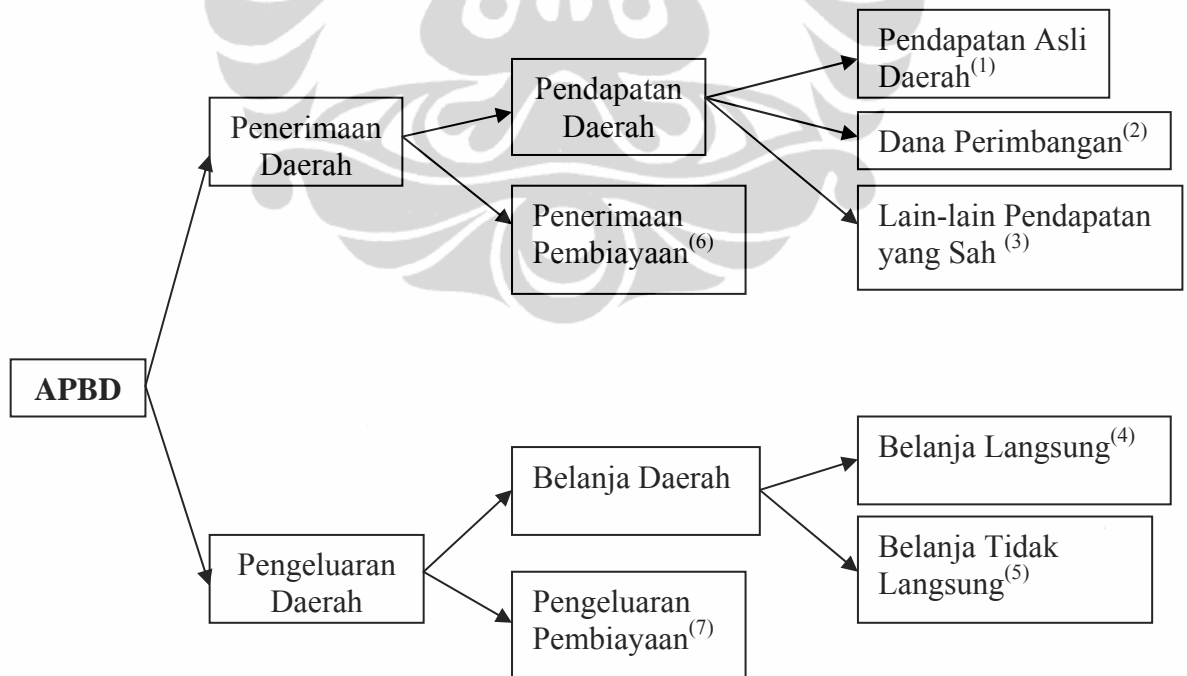 Pendapatan Asli
Daerah(1)
Pendapatan
Daerah
Penerimaan
Daerah
Dana Perimbangan(2)
Penerimaan
Pembiayaan(6)
Lain-lain Pendapatan
yang Sah (3)
APBD
Belanja Langsung(4)
Belanja Daerah
Pengeluaran
Daerah
Belanja Tidak
Langsung(5)
Pengeluaran
Pembiayaan(7)